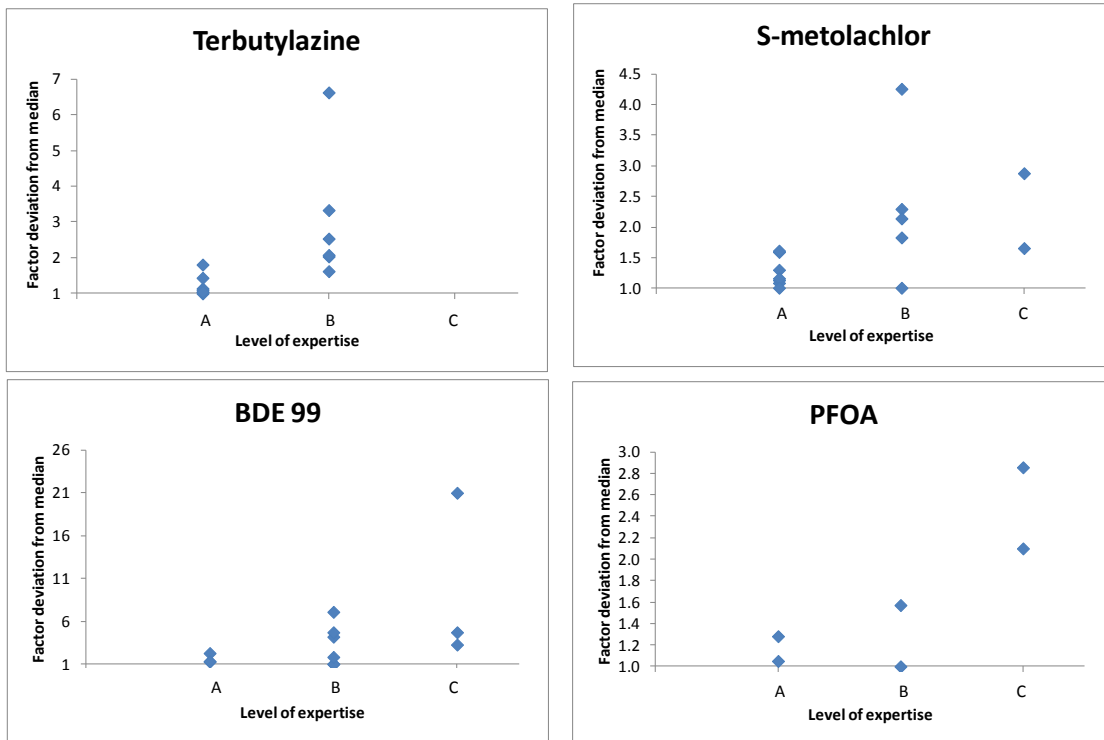 Terbutylazine
Factor deviation from median
7
6
5
4
3
2
1
A B C
Level of expertise
S-metolachlor
Factor deviation from median
4.5
4.0
3.5
3.0
2.5
2.0
1.5
1.0
A B C
Level of expertise
BDE 99
Factor deviation from median
26
21
16
11
6
1
A B C
Level of expertise
PFOA
Factor deviation from median
3.0
2.8
2.6
2.4
2.2
2.0
1.8
1.6
1.4
1.2
1.0
A B C
Level of expertise